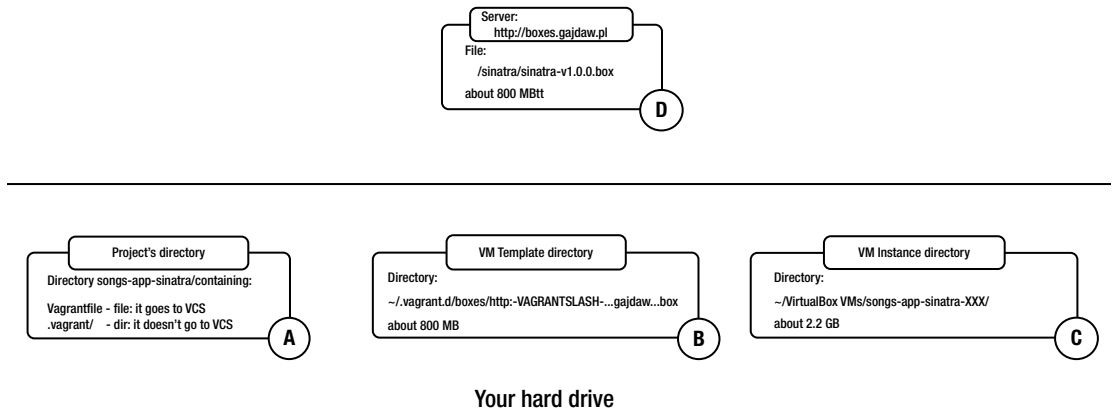 Server:
http://boxes.gajdaw.pl
File:
/sinatra/sinatra-v1.0.0.box
about 800 MBtt
D
Project's directory
Directory songs-app-sinatra/containing:
Vagrantfile - file: it goes to VCS
.vagrant/ - dir: it doesn't go to VCS
A
VM Template directory
Directory:
~/.vagrant.d/boxes/http:-VAGRANTSLASH-...gajdaw...box
about 800 MB
B
VM Instance directory
Directory:
~/VirtualBox VMs/songs-app-sinatra-XXX/
about 2.2 GB
C
Your hard drive